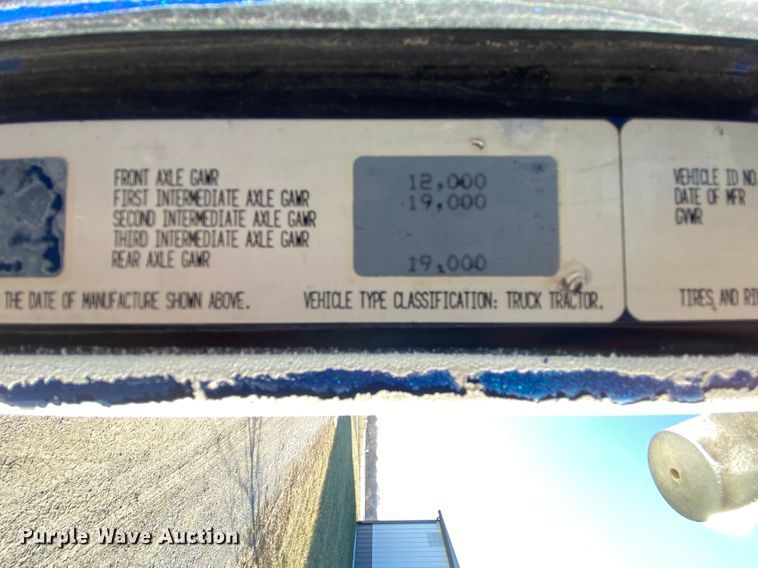 FRONT AXLE GAWR 12,000
FIRST INTERMEDIATE AXLE GAWR 19,000
SECOND INTERMEDIATE AXLE GAWR
THIRD INTERMEDIATE AXLE GAWR
REAR AXLE GAWR 19,000
THE DATE OF MANUFACTURE SHOWN ABOVE. VEHICLE TYPE CLASSIFICATION: TRUCK TRACTOR.
VEHICLE ID NO.
DATE OF MFR
GVWR
TIRES AND RI
Purple Wave Auction